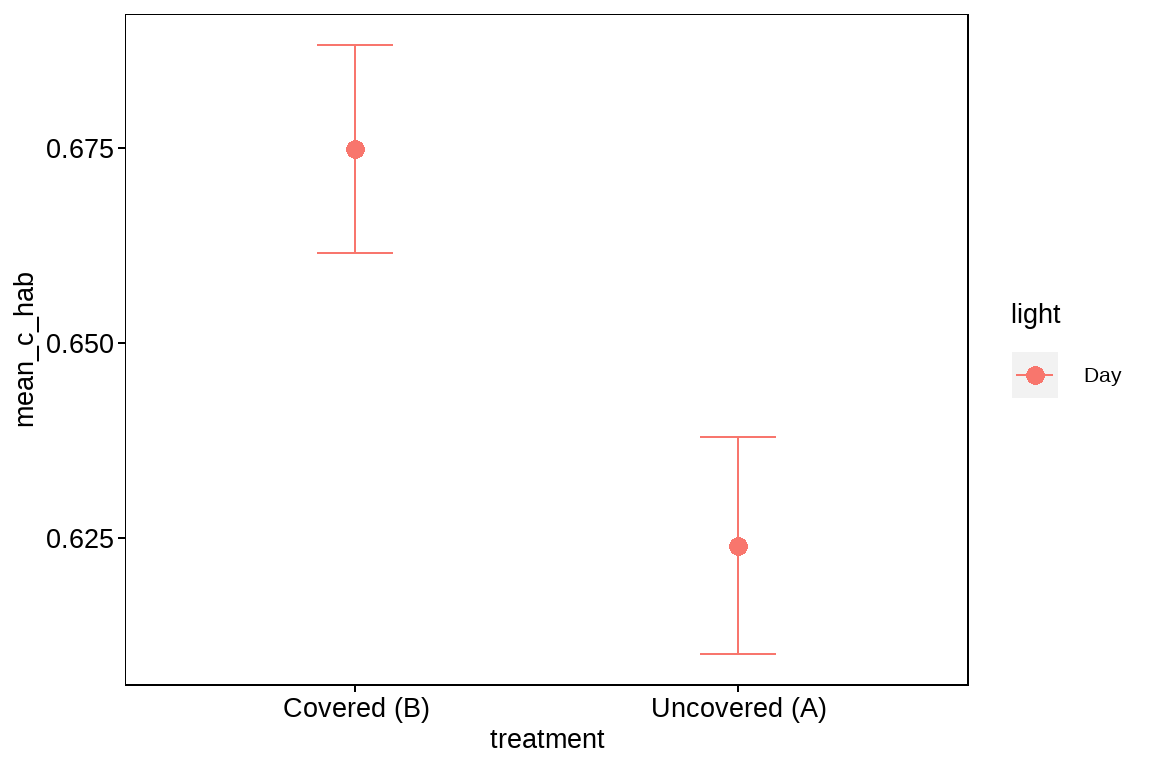 0.675
0.650
0.625
mean_c_hab
Covered (B)
Uncovered (A)
treatment
light
Day